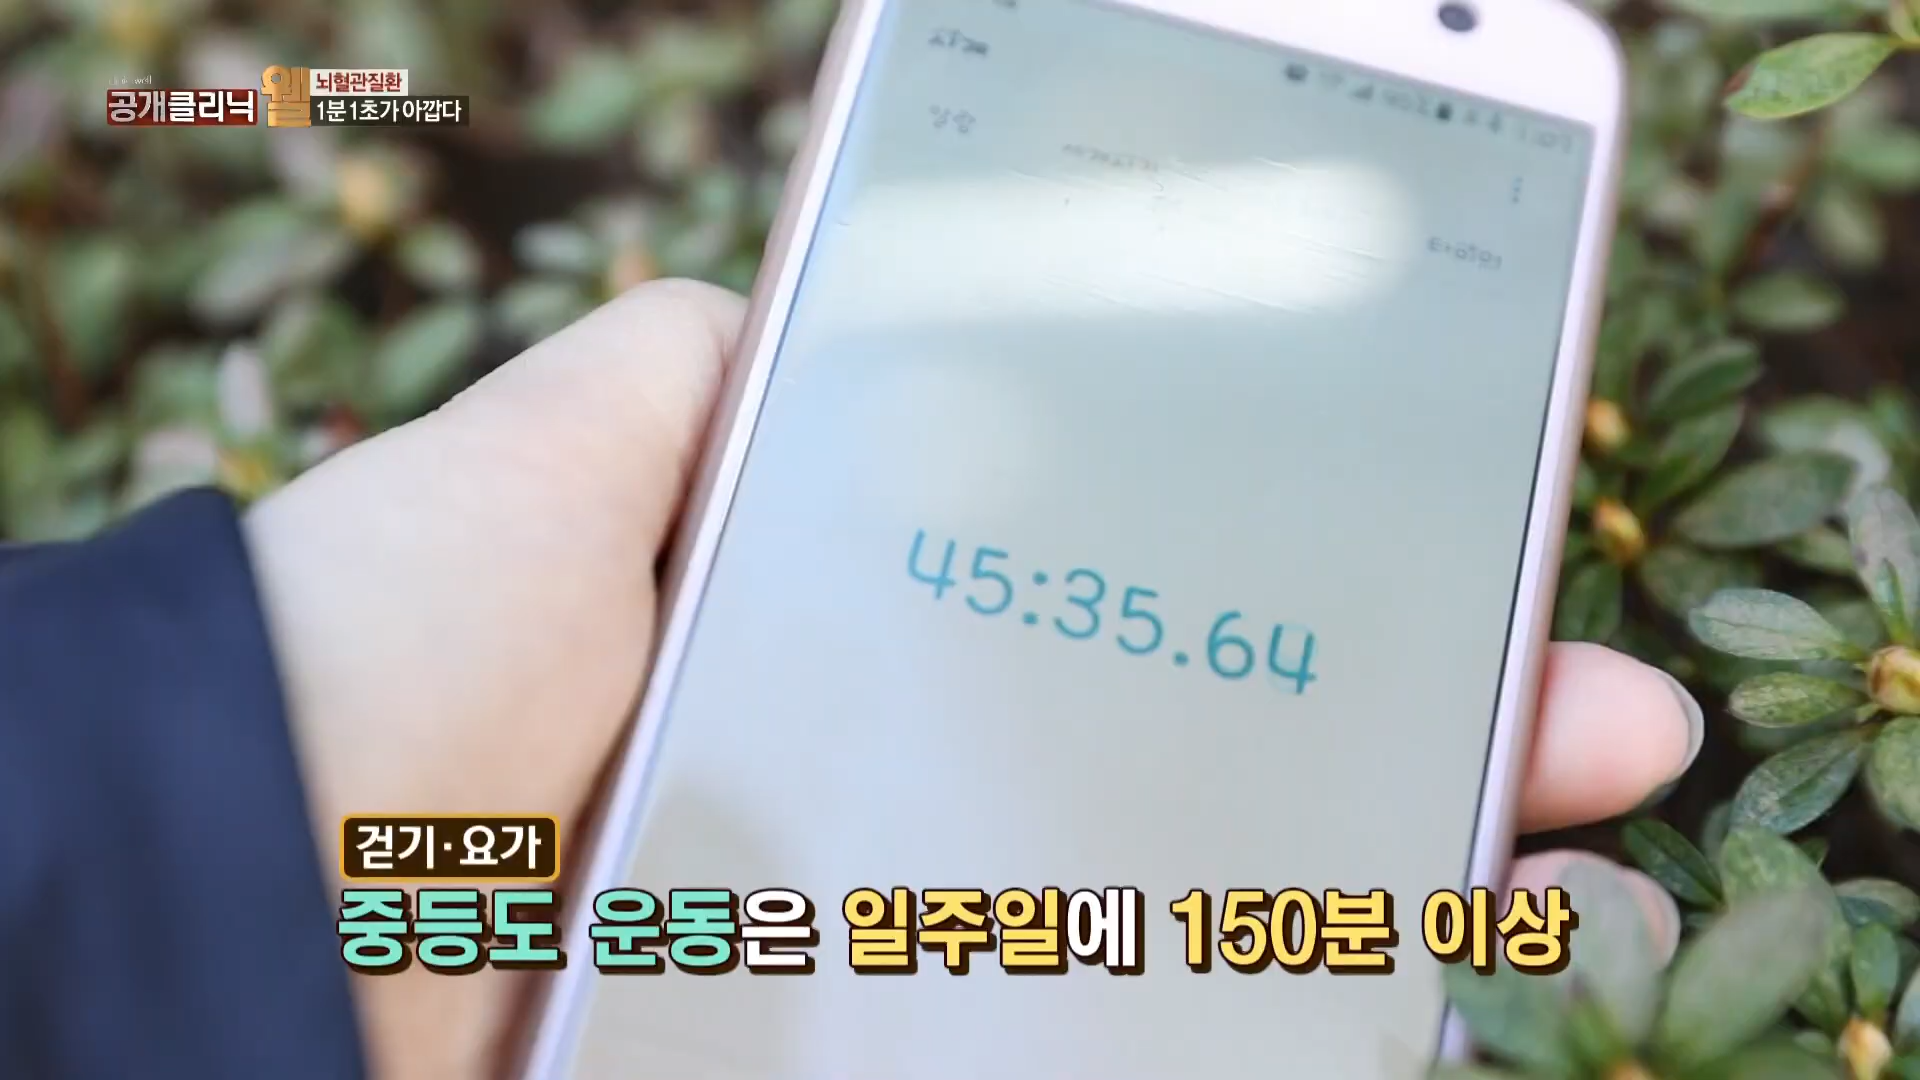 공개클리닉 웰
뇌혈관질환
1분 1초가 아깝다
45:35.64
걷기·요가
중등도 운동은 일주일에 150분 이상